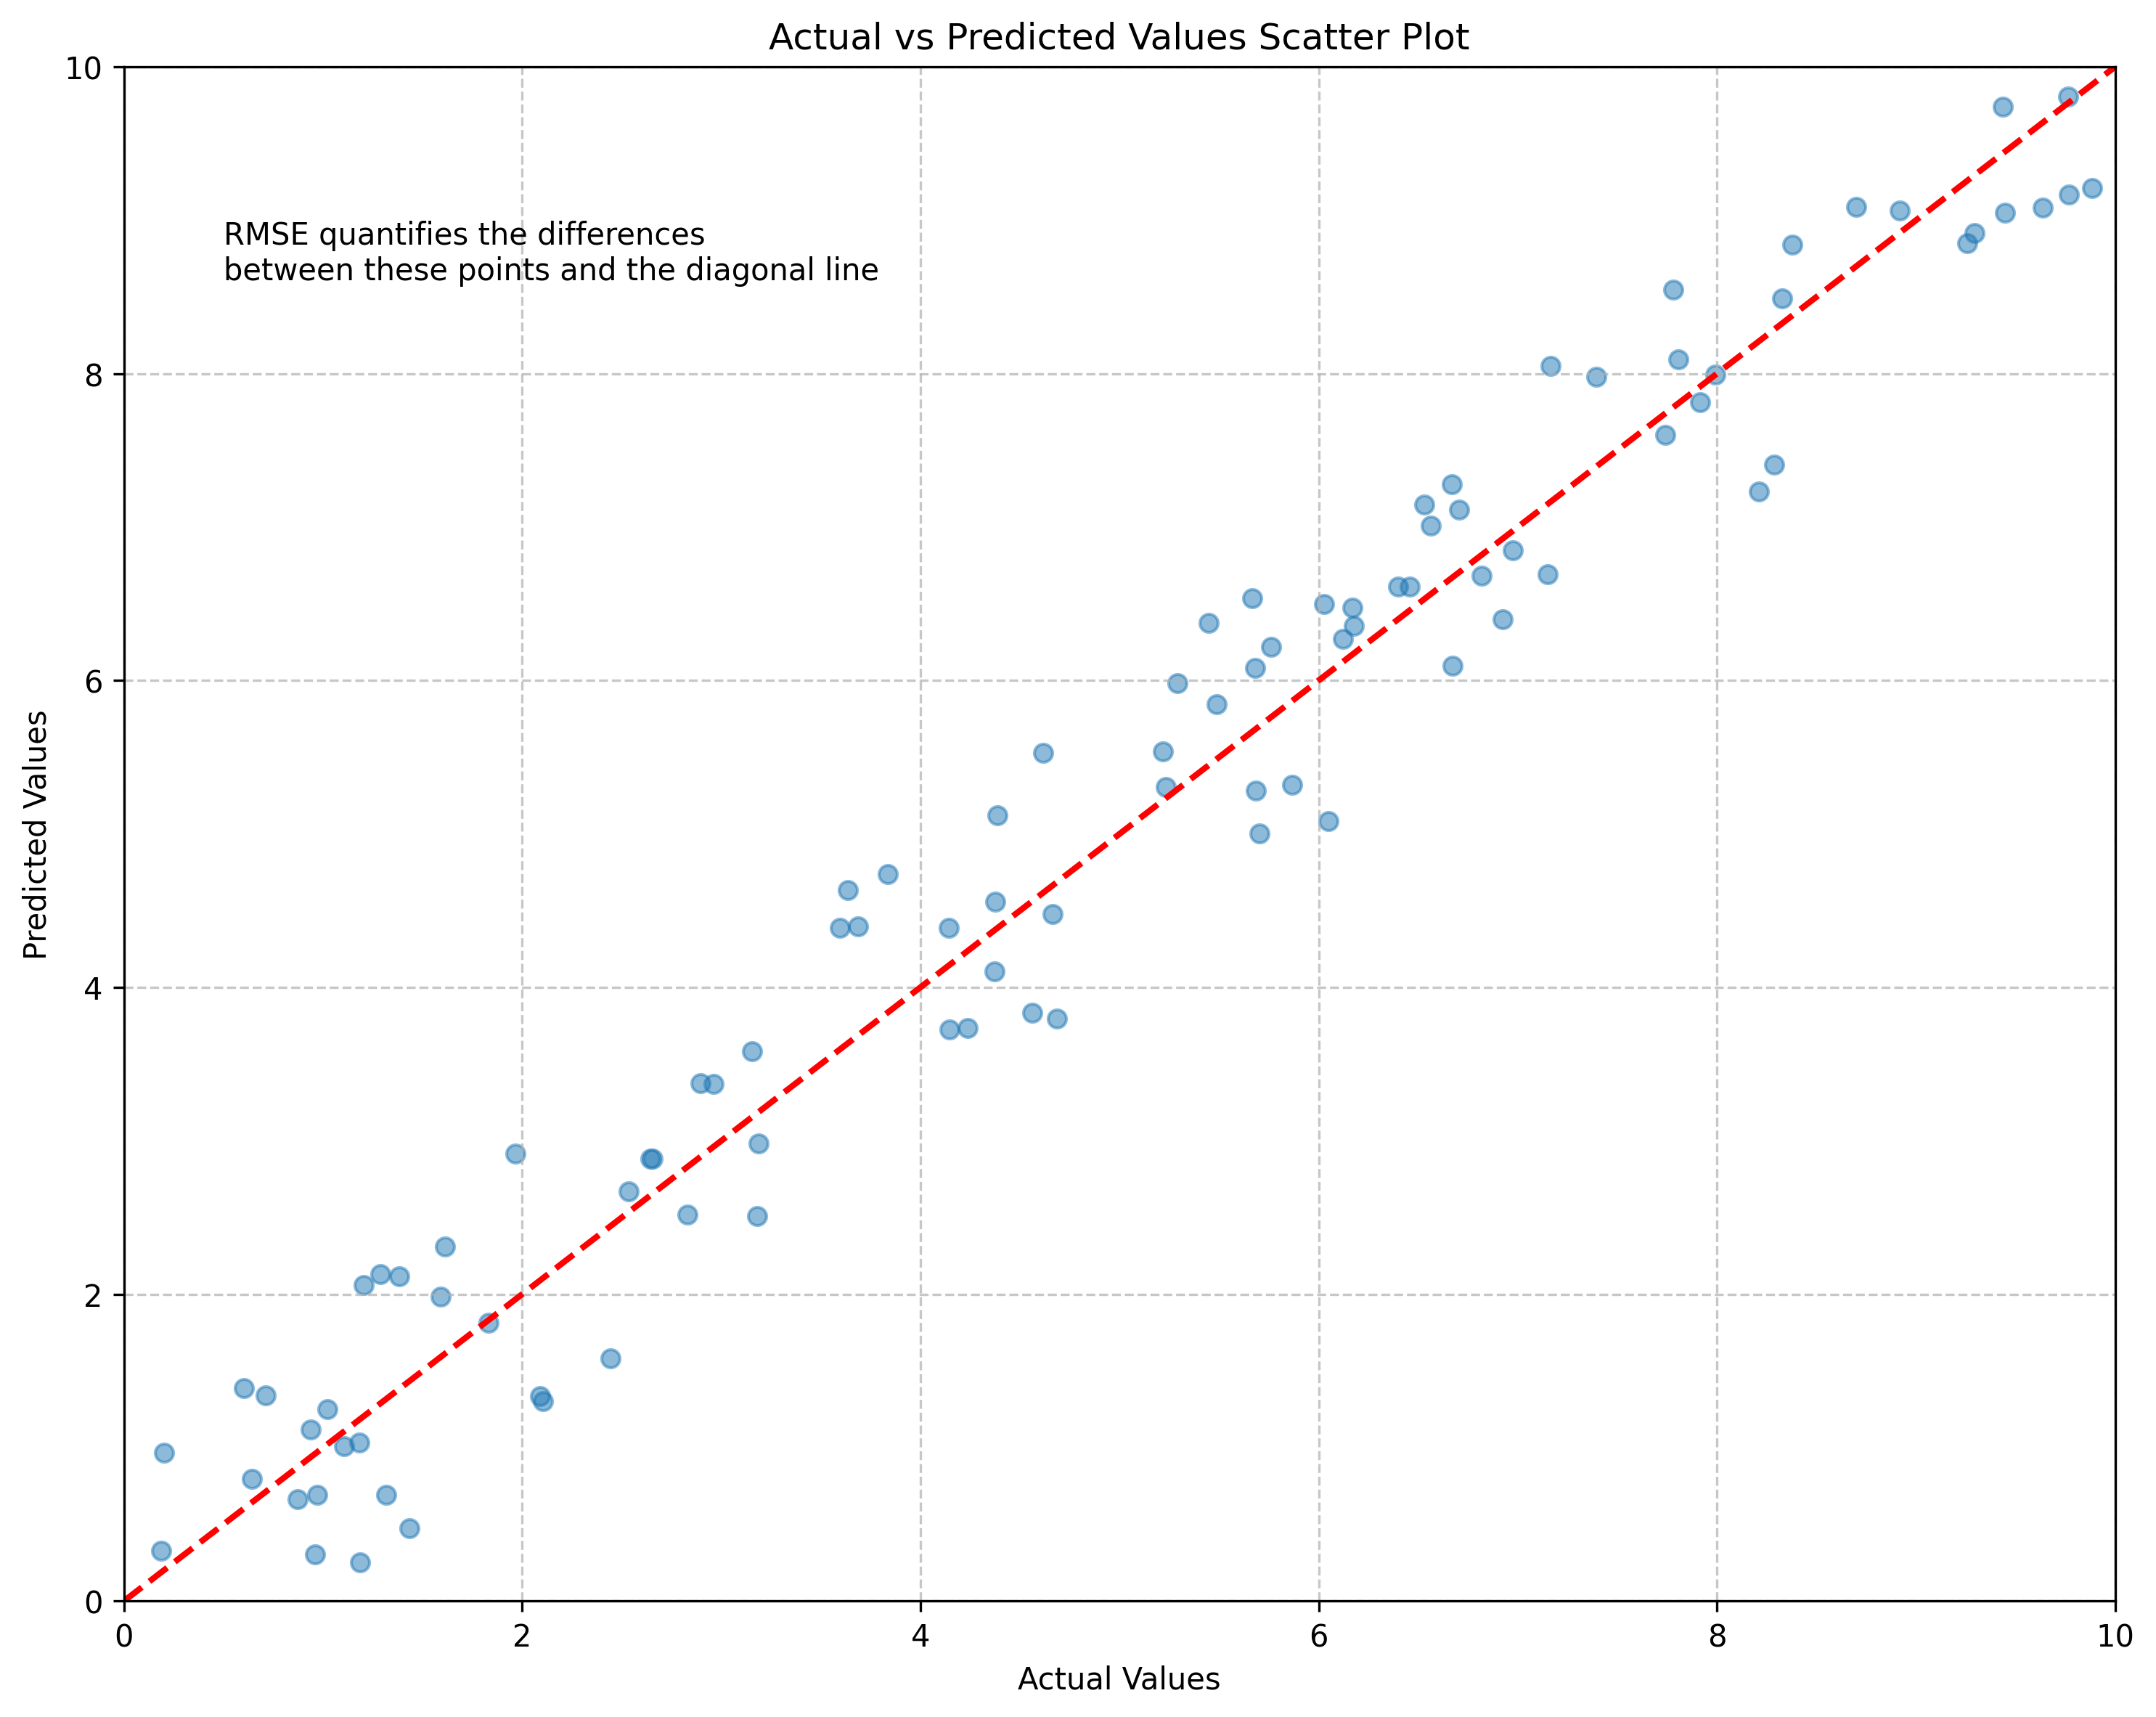 Actual vs Predicted Values Scatter Plot
10
8
6
4
2
0
RMSE quantifies the differences
between these points and the diagonal line
Predicted Values
0 2 4 6 8 10
Actual Values